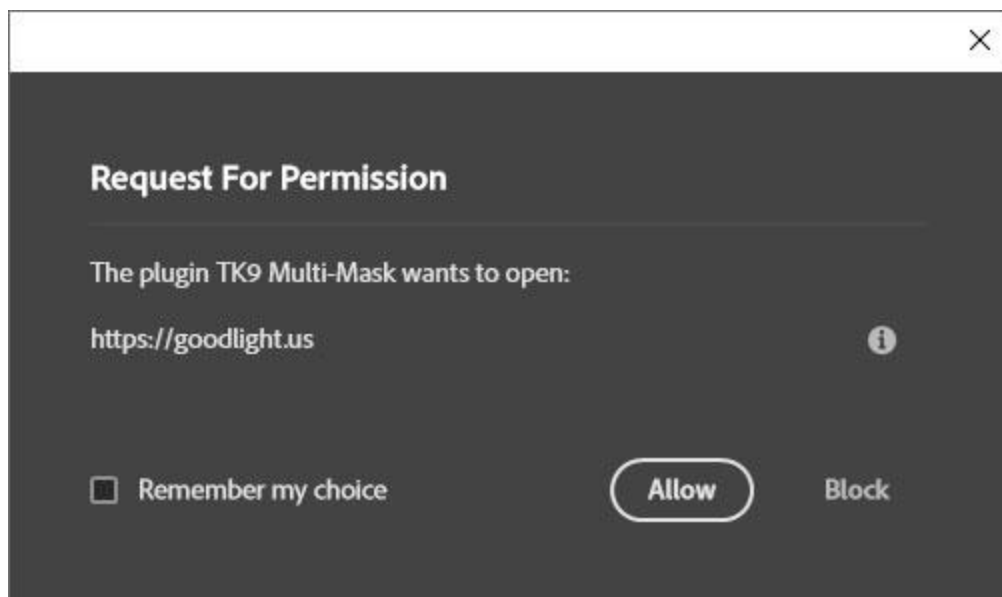 Request For Permission
The plugin TK9 Multi-Mask wants to open:
https://goodlight.us
Remember my choice
Allow
Block